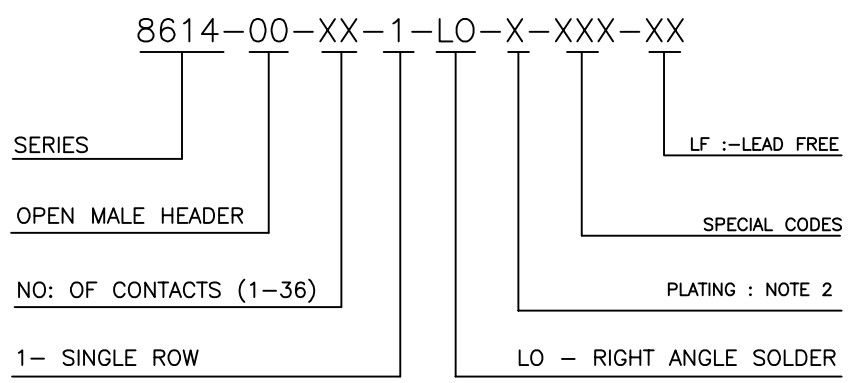 8614-00-XX-1-LO-X-XXX-XX
SERIES
LF :-LEAD FREE
OPEN MALE HEADER
SPECIAL CODES
NO: OF CONTACTS (1-36)
PLATING : NOTE 2
1- SINGLE ROW
LO - RIGHT ANGLE SOLDER